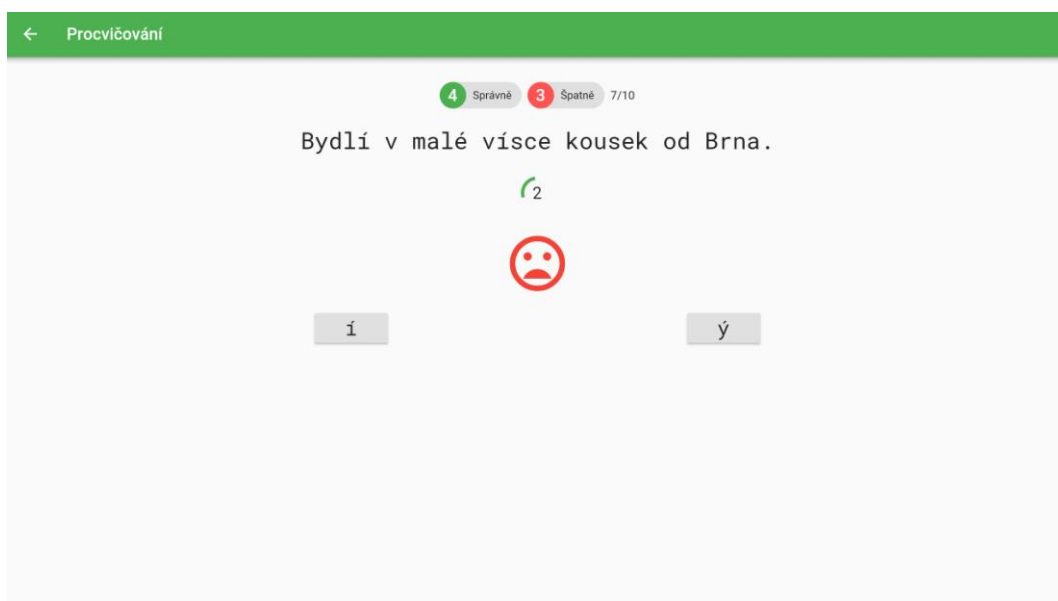 ← Procvičování
4 Správně 3 Špatně 7/10
Bydlí v malé vísce kousek od Brna.
2
í ý